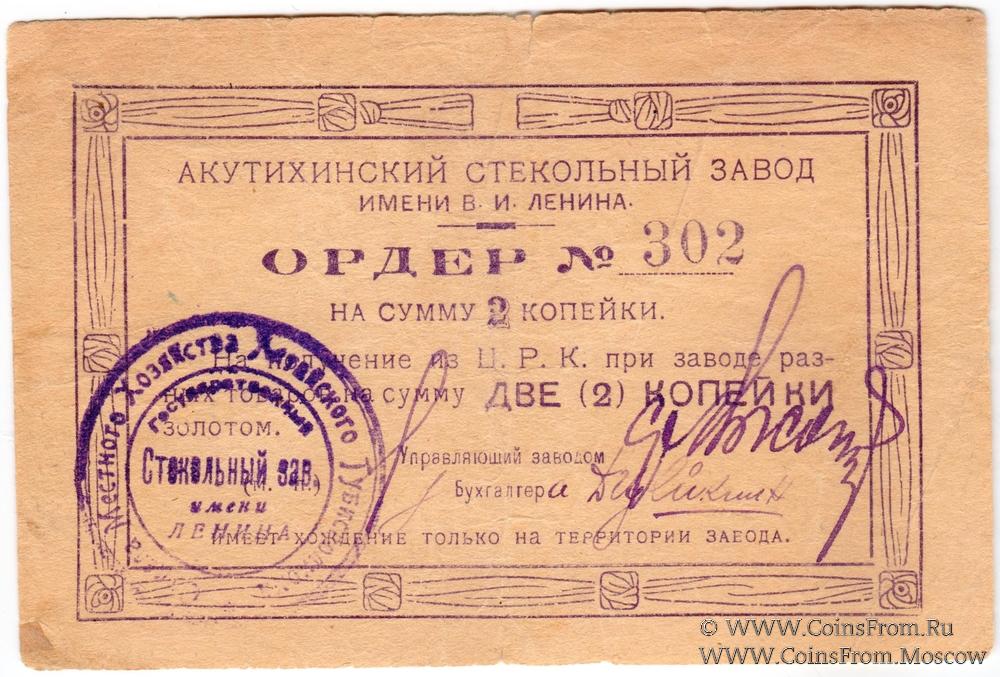 АКУТИХИНСКИЙ СТЕКОЛЬНЫЙ ЗАВОД
ИМЕНИ В. И. ЛЕНИНА.
ОРДЕР № 302
НА СУММУ 2 КОПЕЙКИ.
На получение из Ц. Р. К. при заводе раз-
ных товаров на сумму ДВЕ (2) КОПЕЙКИ
золотом.
Управляющий заводом
(М. П.) Бухгалтер
ИМЕЕТ ХОЖДЕНИЕ ТОЛЬКО НА ТЕРРИТОРИИ ЗАВОДА.
Местного Хозяйства
Государственный
Стекольный зав.
имени
ЛЕНИНА
© WWW.CoinsFrom.Ru
WWW.CoinsFrom.Moscow